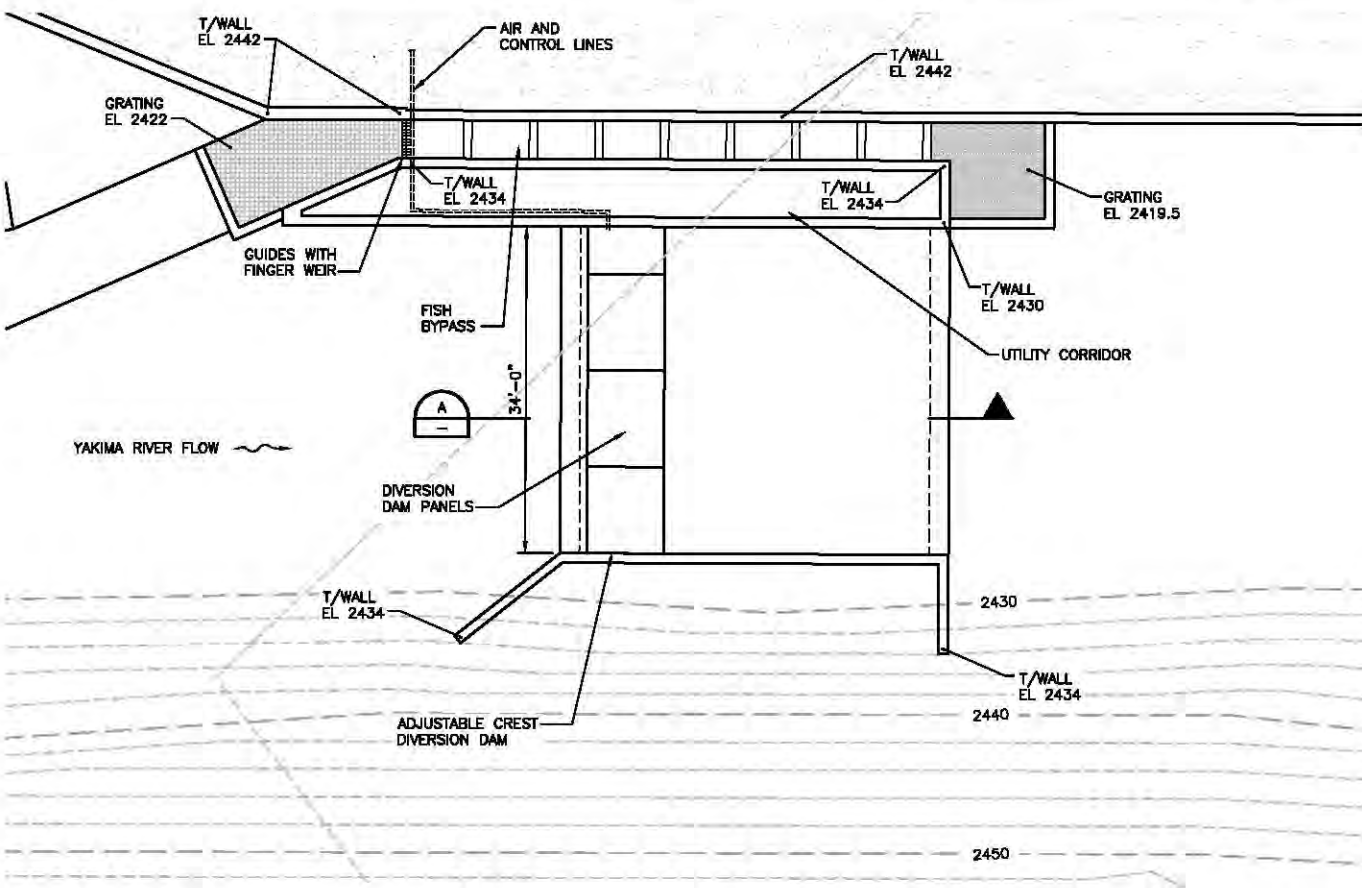 T/WALL
EL 2442
AIR AND
CONTROL LINES
T/WALL
EL 2442
GRATING
EL 2422
T/WALL
EL 2434
T/WALL
EL 2434
GRATING
EL 2419.5
GUIDES WITH
FINGER WEIR
T/WALL
EL 2430
FISH
BYPASS
UTILITY CORRIDOR
34'-0"
A
–
YAKIMA RIVER FLOW
DIVERSION
DAM PANELS
T/WALL
EL 2434
2430
T/WALL
EL 2434
2440
ADJUSTABLE CREST
DIVERSION DAM
2450